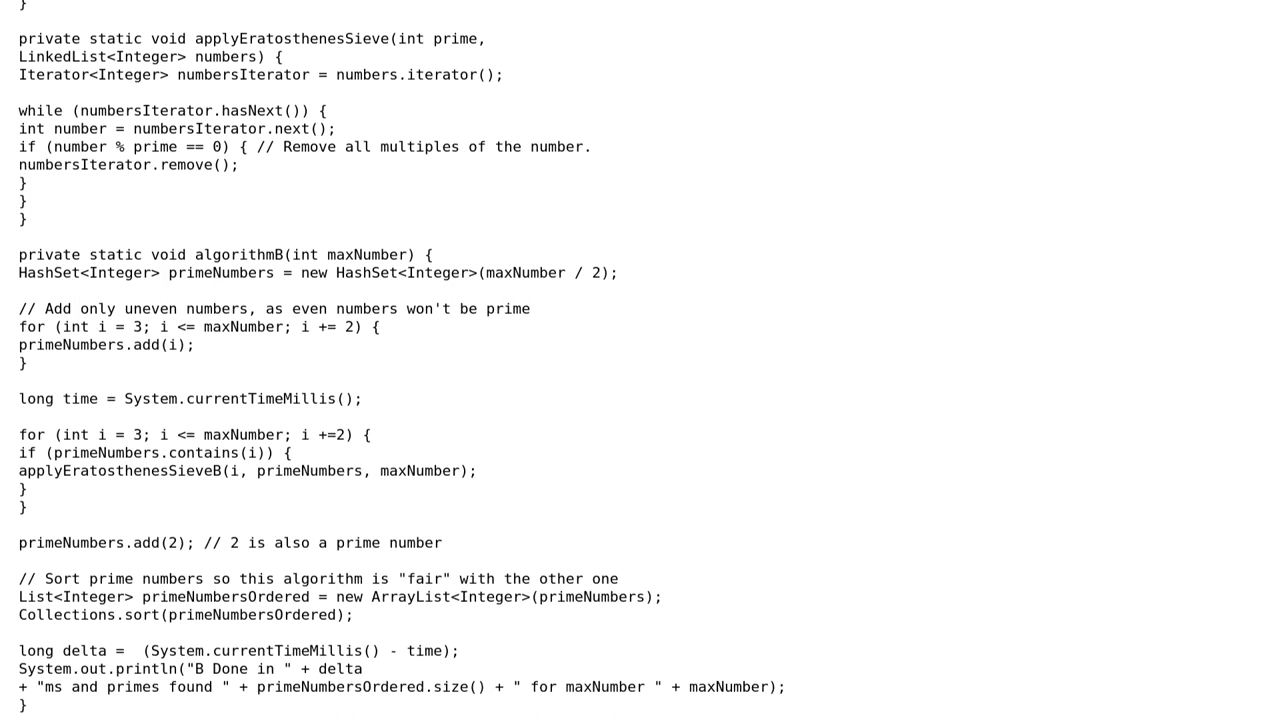 }
private static void applyEratosthenesSieve(int prime,
LinkedList<Integer> numbers) {
Iterator<Integer> numbersIterator = numbers.iterator();
while (numbersIterator.hasNext()) {
int number = numbersIterator.next();
if (number % prime == 0) { // Remove all multiples of the number.
numbersIterator.remove();
}
}
}
private static void algorithmB(int maxNumber) {
HashSet<Integer> primeNumbers = new HashSet<Integer>(maxNumber / 2);
// Add only uneven numbers, as even numbers won't be prime
for (int i = 3; i <= maxNumber; i += 2) {
primeNumbers.add(i);
}
long time = System.currentTimeMillis();
for (int i = 3; i <= maxNumber; i +=2) {
if (primeNumbers.contains(i)) {
applyEratosthenesSieveB(i, primeNumbers, maxNumber);
}
}
primeNumbers.add(2); // 2 is also a prime number
// Sort prime numbers so this algorithm is "fair" with the other one
List<Integer> primeNumbersOrdered = new ArrayList<Integer>(primeNumbers);
Collections.sort(primeNumbersOrdered);
long delta =  (System.currentTimeMillis() - time);
System.out.println("B Done in " + delta
+ "ms and primes found " + primeNumbersOrdered.size() + " for maxNumber " + maxNumber);
}